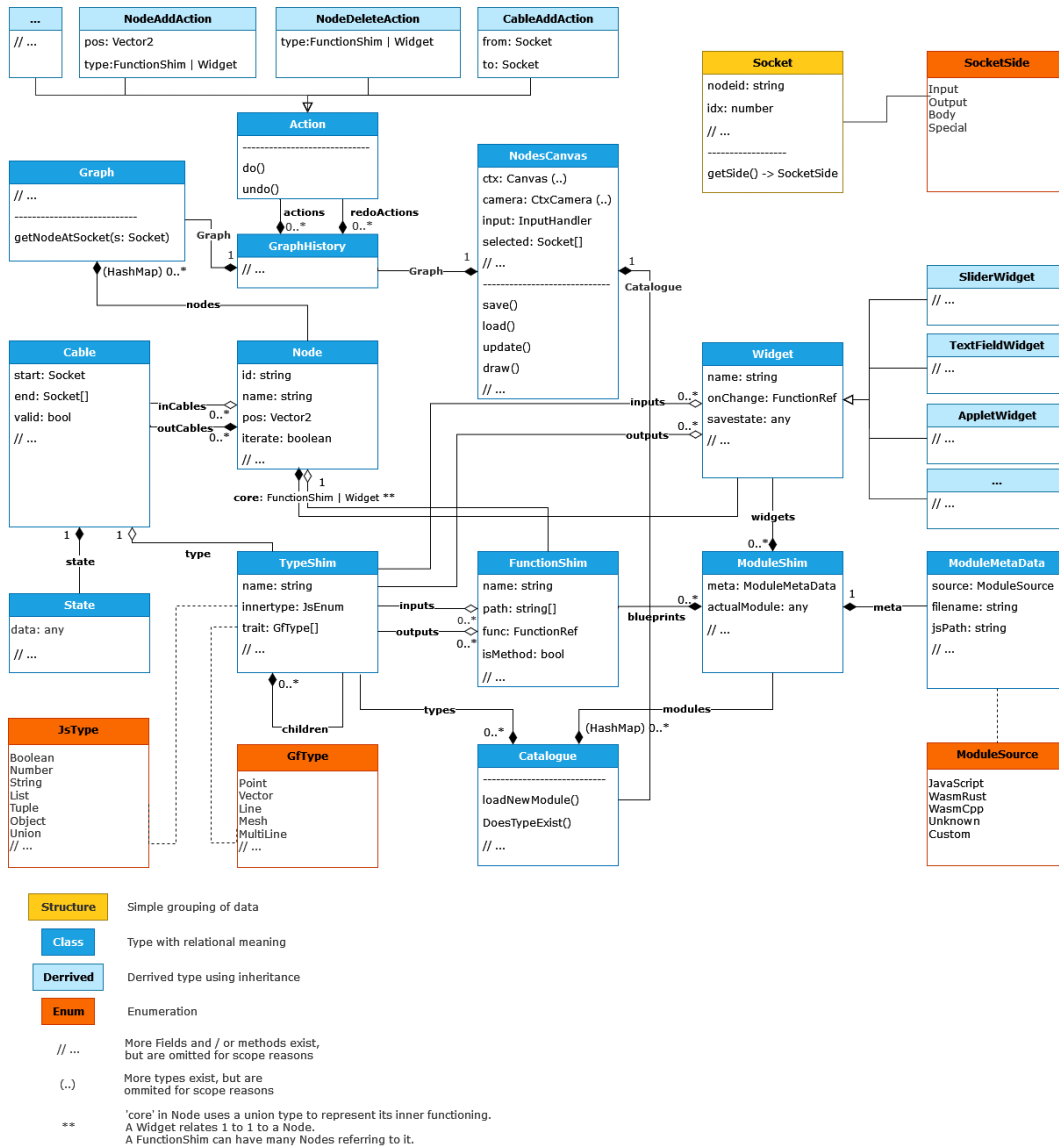 ...
// ...
NodeAddAction
pos: Vector2
type:FunctionShim | Widget
NodeDeleteAction
type:FunctionShim | Widget
CableAddAction
from: Socket
to: Socket
Socket
nodeid: string
idx: number
// ...
------------------
getSide() -> SocketSide
SocketSide
Input
Output
Body
Special
Action
-----------------------------
do()
undo()
Graph
// ...
----------------------------
getNodeAtSocket(s: Socket)
actions
0..*
redoActions
0..*
Graph
1
GraphHistory
// ...
Graph
1
NodesCanvas
ctx: Canvas (..)
camera: CtxCamera (..)
input: InputHandler
selected: Socket[]
// ...
-----------------------------
save()
load()
update()
draw()
// ...
1
Catalogue
(HashMap) 0..*
nodes
Cable
start: Socket
end: Socket[]
valid: bool
// ...
inCables
0..*
outCables
0..*
Node
id: string
name: string
pos: Vector2
iterate: boolean
// ...
1
core: FunctionShim | Widget **
inputs
0..*
outputs
0..*
Widget
name: string
onChange: FunctionRef
savestate: any
// ...
SliderWidget
// ...
TextFieldWidget
// ...
AppletWidget
// ...
...
// ...
widgets
0..*
1
state
1
type
State
data: any
// ...
TypeShim
name: string
innertype: JsEnum
trait: GfType[]
// ...
inputs
0..*
outputs
0..*
FunctionShim
name: string
path: string[]
func: FunctionRef
isMethod: bool
// ...
0..*
blueprints
ModuleShim
meta: ModuleMetaData
actualModule: any
// ...
1
meta
ModuleMetaData
source: ModuleSource
filename: string
jsPath: string
// ...
0..*
children
types
0..*
modules
(HashMap) 0..*
JsType
Boolean
Number
String
List
Tuple
Object
Union
// ...
GfType
Point
Vector
Line
Mesh
MultiLine
// ...
Catalogue
----------------------------
loadNewModule()
DoesTypeExist()
// ...
ModuleSource
JavaScript
WasmRust
WasmCpp
Unknown
Custom
Structure
Simple grouping of data
Class
Type with relational meaning
Derrived
Derrived type using inheritance
Enum
Enumeration
// ...
More Fields and / or methods exist,
but are omitted for scope reasons
(..)
More types exist, but are
ommited for scope reasons
**
'core' in Node uses a union type to represent its inner functioning.
A Widget relates 1 to 1 to a Node.
A FunctionShim can have many Nodes referring to it.